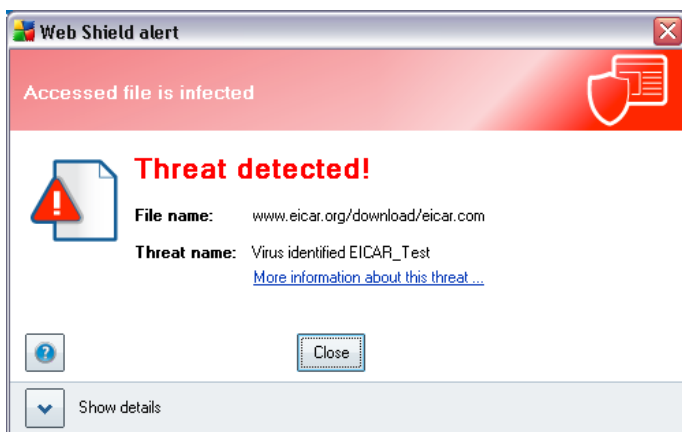 Web Shield alert
Accessed file is infected
Threat detected!
File name: www.eicar.org/download/eicar.com
Threat name: Virus identified EICAR_Test
More information about this threat ...
Close
Show details